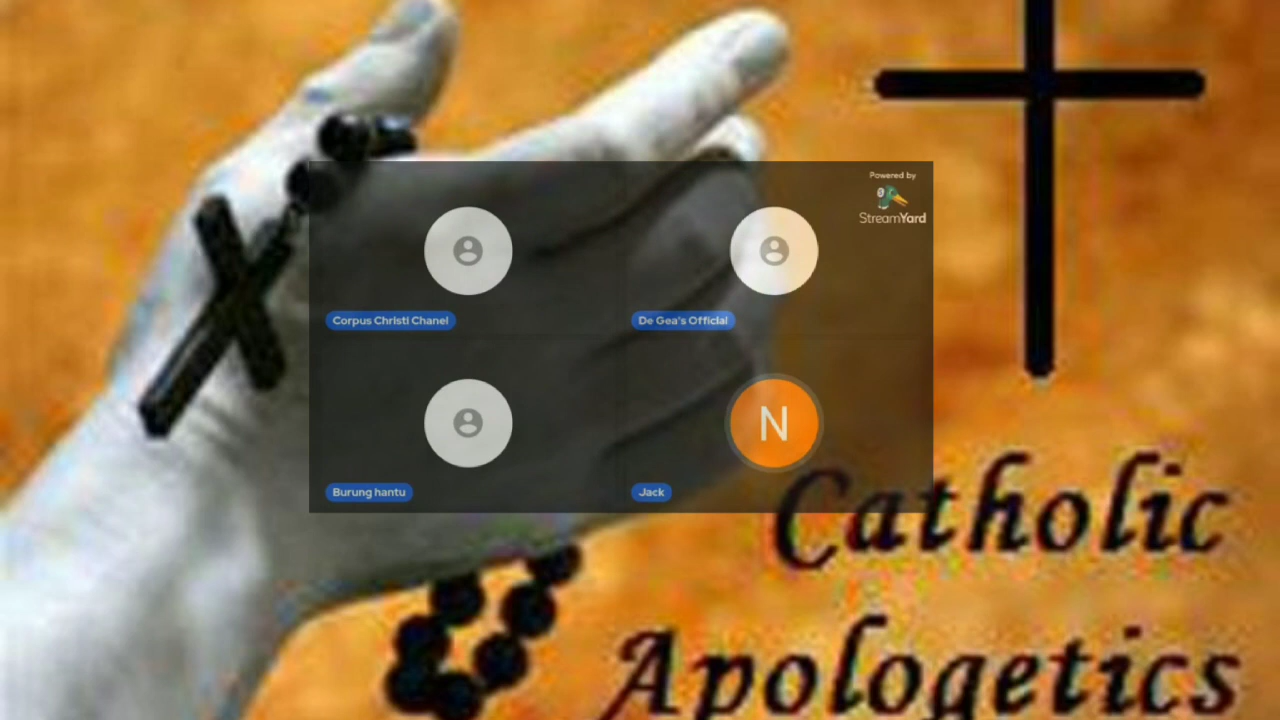 Powered by
StreamYard
Corpus Christi Chanel
De Gea's Official
Burung hantu
N
Jack
Catholic
Apologetics